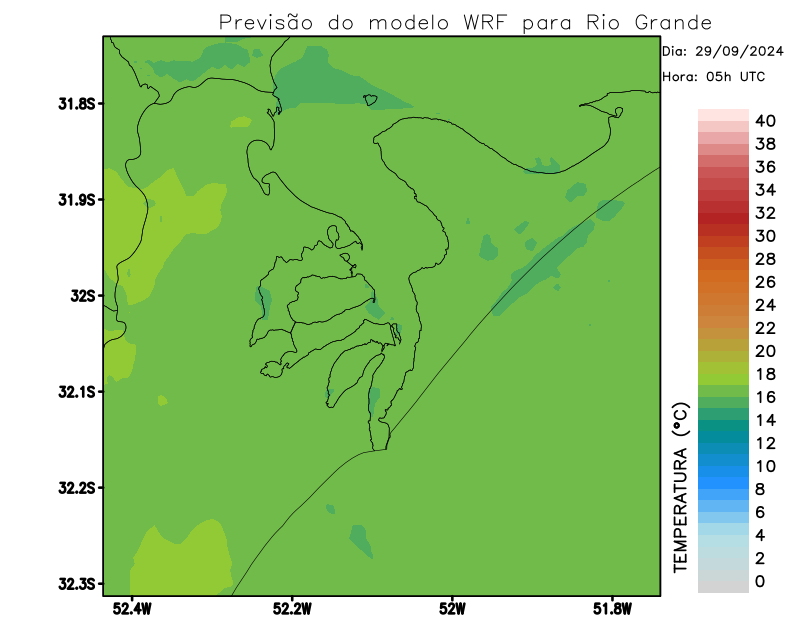 Previsão do modelo WRF para Rio Grande
Dia: 29/09/2024
Hora: 05h UTC
31.8S
31.9S
32S
32.1S
32.2S
32.3S
52.4W
52.2W
52W
51.8W
TEMPERATURA (°C)
40
38
36
34
32
30
28
26
24
22
20
18
16
14
12
10
8
6
4
2
0